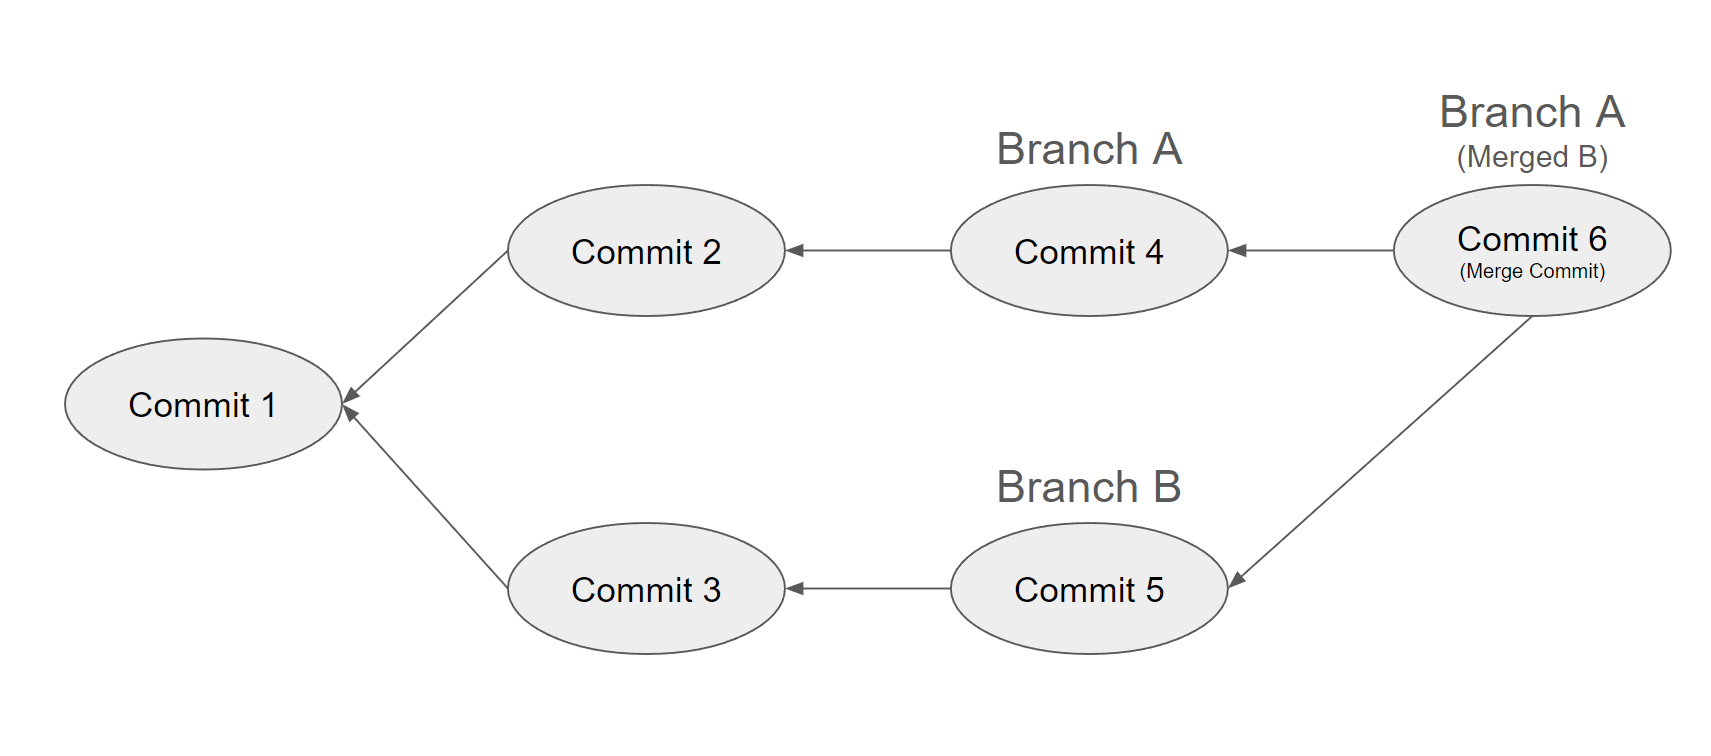 Branch A
(Merged B)
Branch A
Commit 2
Commit 4
Commit 6
(Merge Commit)
Commit 1
Branch B
Commit 3
Commit 5